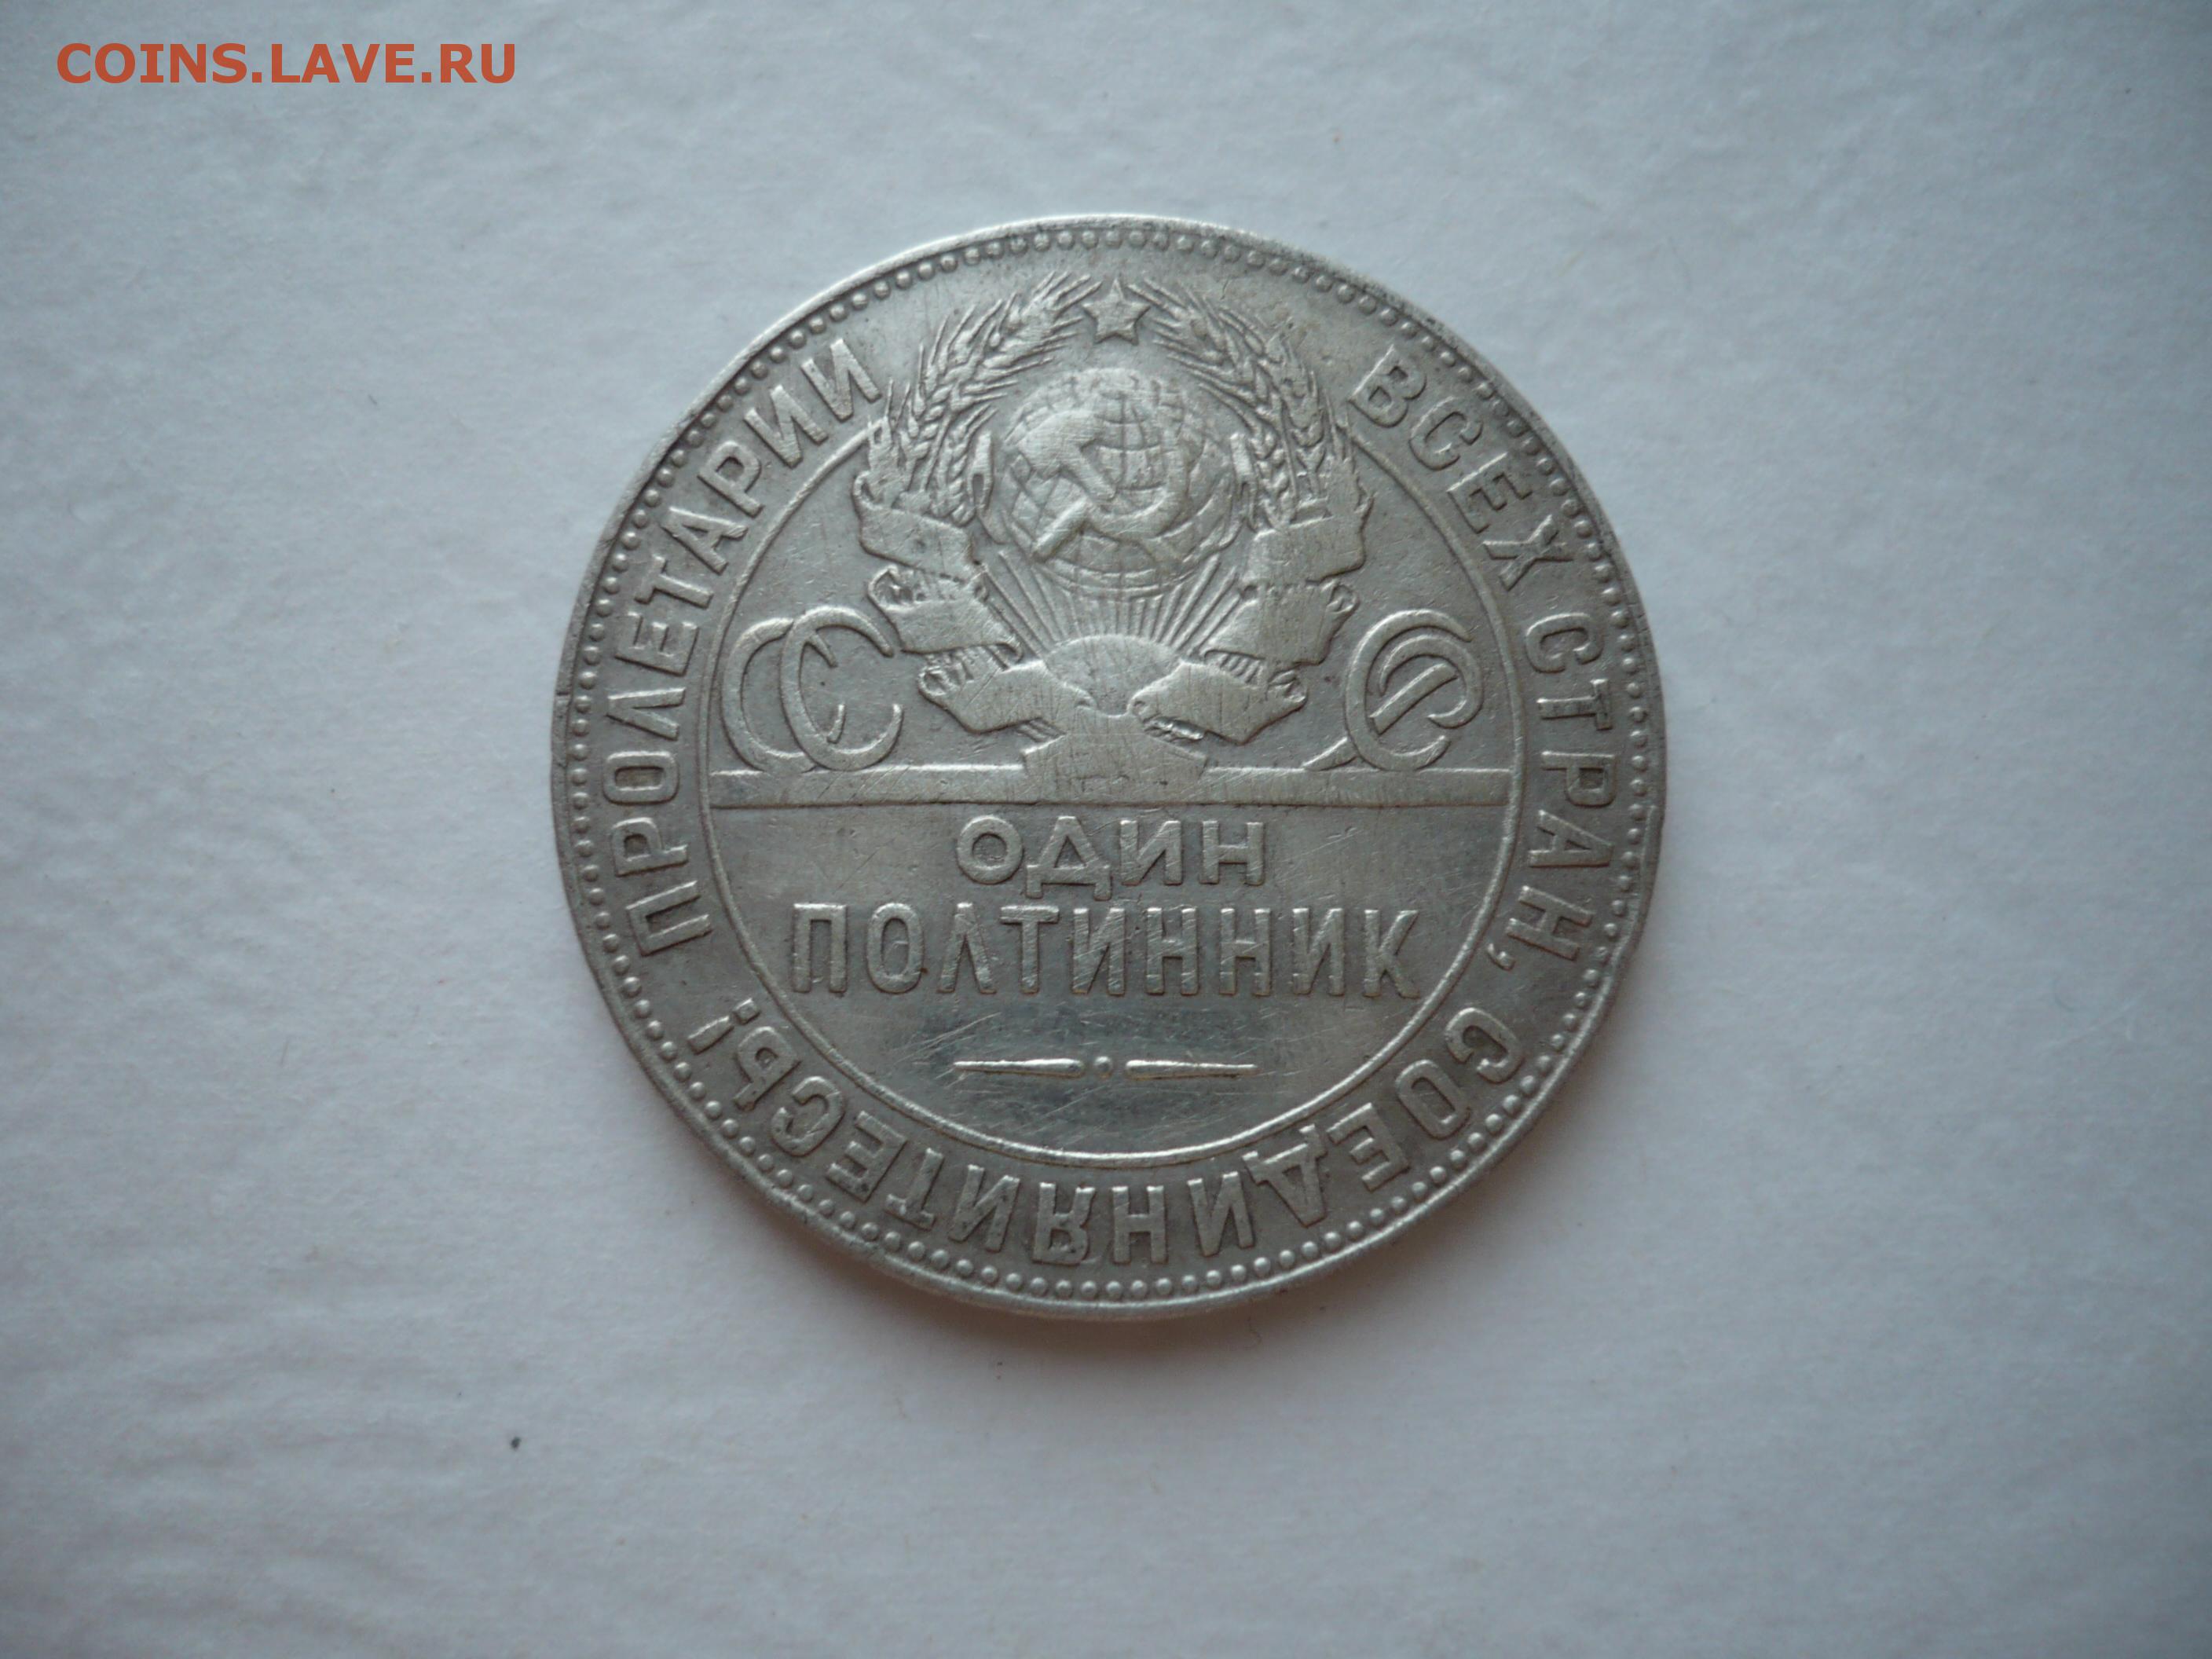 COINS.LAVE.RU
ПРОЛЕТАРИИ ВСЕХ СТРАН, СОЕДИНЯЙТЕСЬ!
СССР
ОДИН
ПОЛТИННИК